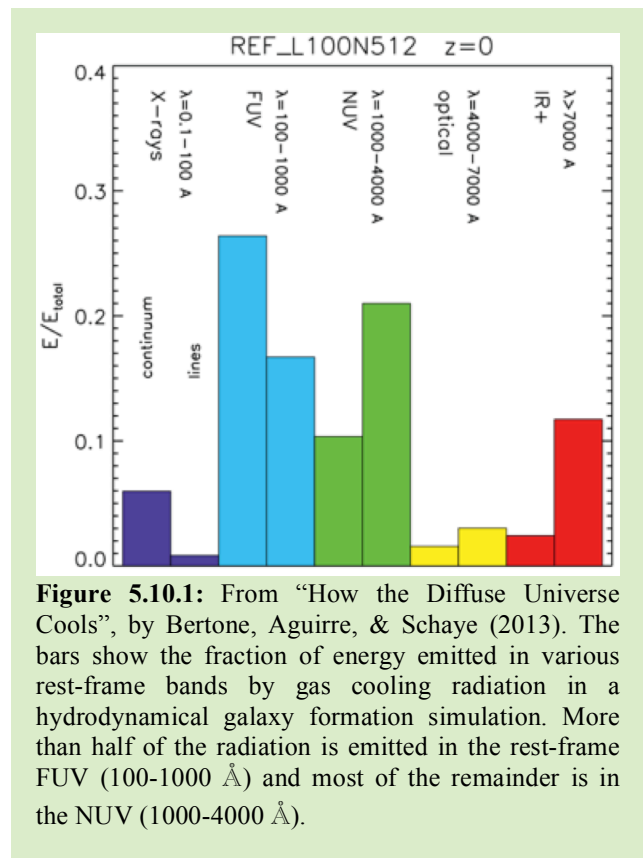 REF_L100N512 z=0
0.4
0.3
0.2
0.1
0.0
E/E_total
λ=0.1-100 A
X-rays
λ=100-1000 A
FUV
λ=1000-4000 A
NUV
λ=4000-7000 A
optical
λ>7000 A
IR+
continuum
lines
Figure 5.10.1: From “How the Diffuse Universe
Cools”, by Bertone, Aguirre, & Schaye (2013). The
bars show the fraction of energy emitted in various
rest-frame bands by gas cooling radiation in a
hydrodynamical galaxy formation simulation. More
than half of the radiation is emitted in the rest-frame
FUV (100-1000 Å) and most of the remainder is in
the NUV (1000-4000 Å).